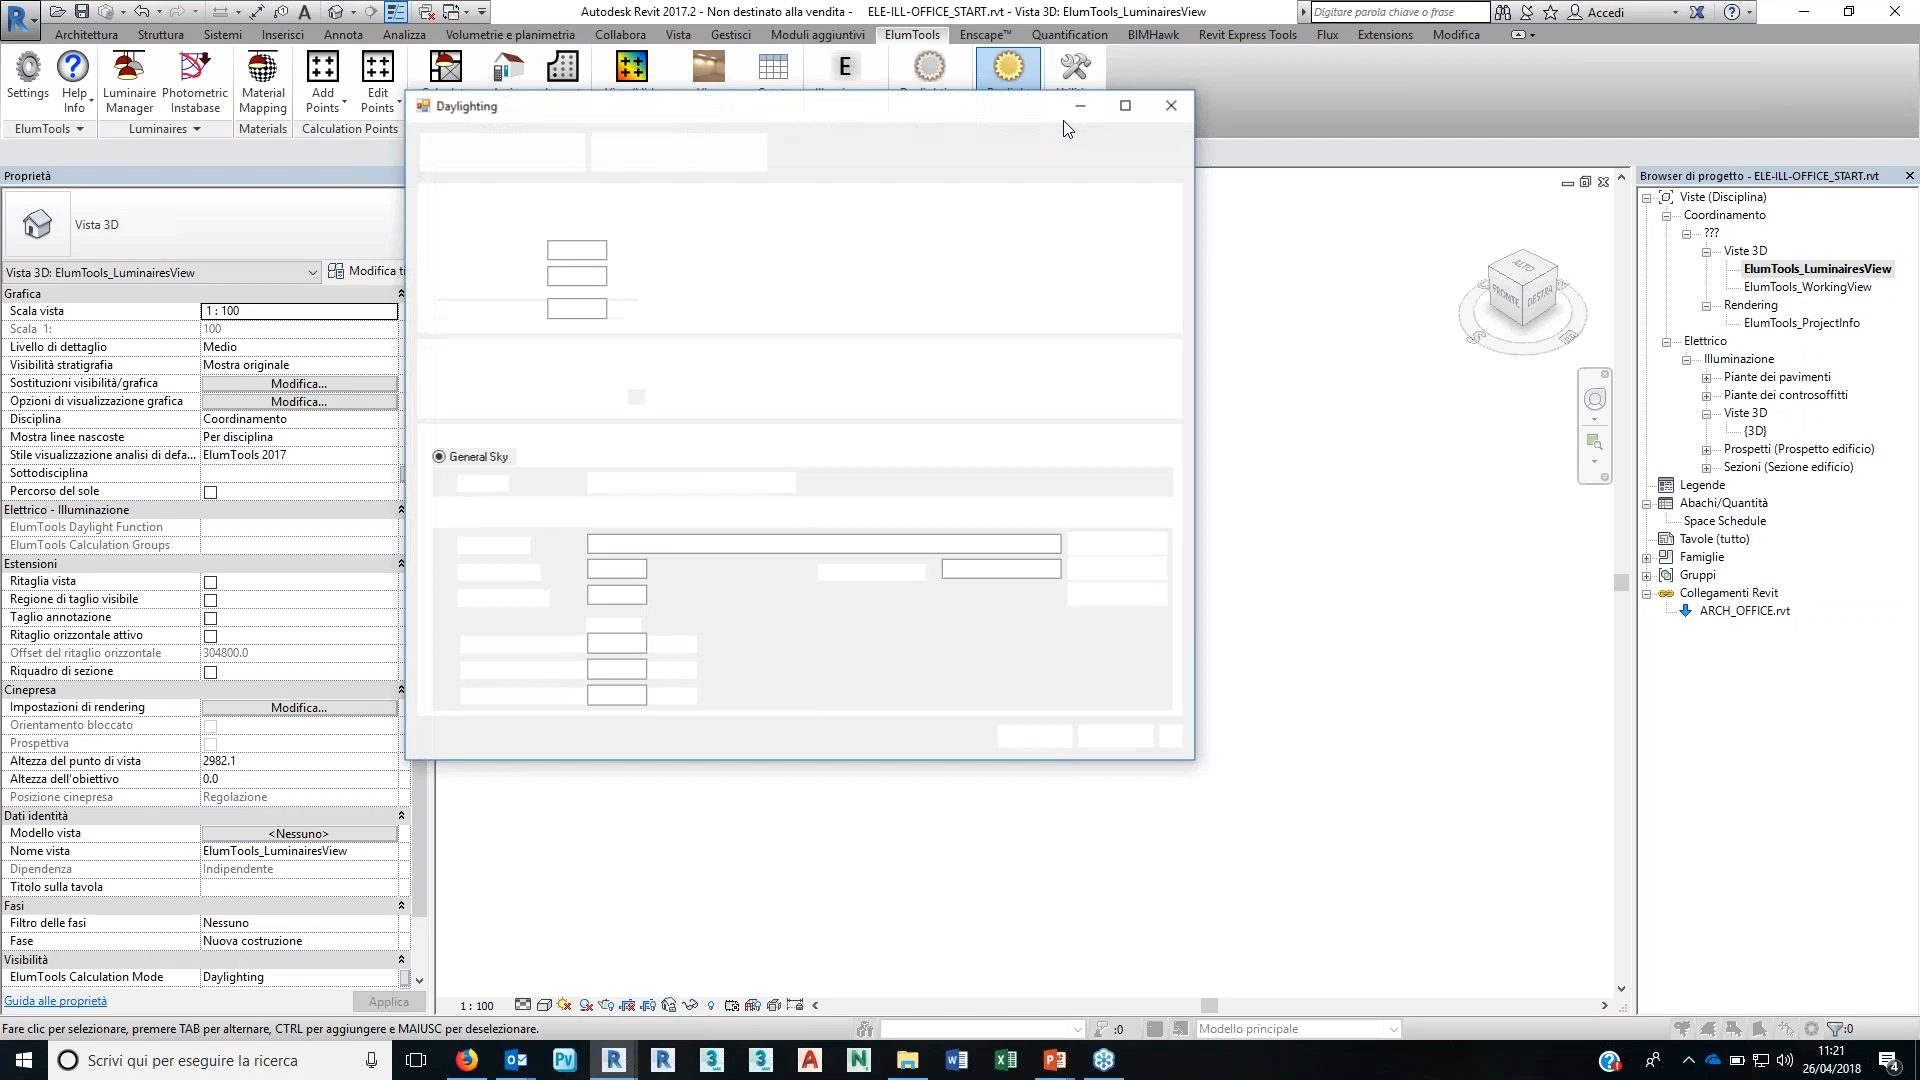 Autodesk Revit 2017.2 - Non destinato alla vendita - ELE-ILL-OFFICE_START.rvt - Vista 3D: ElumTools_LuminairesView
Digitare parola chiave o frase
Accedi
Architettura Struttura Sistemi Inserisci Annota Analizza Volumetrie e planimetria Collabora Vista Gestisci Moduli aggiuntivi ElumTools Enscape™ Quantification BIMHawk Revit Express Tools Flux Extensions Modifica
Settings
Help Info
Luminaire Manager
Photometric Instabase
Material Mapping
Add Points
Edit Points
ElumTools
Luminaires
Materials
Calculation Points
Daylighting
General Sky
Proprietà
Vista 3D
Vista 3D: ElumTools_LuminairesView
Modifica ti
Grafica
Scala vista 1 : 100
Scala 1: 100
Livello di dettaglio Medio
Visibilità stratigrafia Mostra originale
Sostituzioni visibilità/grafica Modifica...
Opzioni di visualizzazione grafica Modifica...
Disciplina Coordinamento
Mostra linee nascoste Per disciplina
Stile visualizzazione analisi di defa... ElumTools 2017
Sottodisciplina
Percorso del sole
Elettrico - Illuminazione
ElumTools Daylight Function
ElumTools Calculation Groups
Estensioni
Ritaglia vista
Regione di taglio visibile
Taglio annotazione
Ritaglio orizzontale attivo
Offset del ritaglio orizzontale 304800.0
Riquadro di sezione
Cinepresa
Impostazioni di rendering Modifica...
Orientamento bloccato
Prospettiva
Altezza del punto di vista 2982.1
Altezza dell'obiettivo 0.0
Posizione cinepresa Regolazione
Dati identità
Modello vista <Nessuno>
Nome vista ElumTools_LuminairesView
Dipendenza Indipendente
Titolo sulla tavola
Fasi
Filtro delle fasi Nessuno
Fase Nuova costruzione
Visibilità
ElumTools Calculation Mode Daylighting
Guida alle proprietà
Applica
ALTO
FRONTE
DESTRA
Browser di progetto - ELE-ILL-OFFICE_START.rvt
Viste (Disciplina)
Coordinamento
???
Viste 3D
ElumTools_LuminairesView
ElumTools_WorkingView
Rendering
ElumTools_ProjectInfo
Elettrico
Illuminazione
Piante dei pavimenti
Piante dei controsoffitti
Viste 3D
{3D}
Prospetti (Prospetto edificio)
Sezioni (Sezione edificio)
Legende
Abachi/Quantità
Space Schedule
Tavole (tutto)
Famiglie
Gruppi
Collegamenti Revit
ARCH_OFFICE.rvt
1 : 100
Fare clic per selezionare, premere TAB per alternare, CTRL per aggiungere e MAIUSC per deselezionare.
:0
Modello principale
:0
Scrivi qui per eseguire la ricerca
11:21
26/04/2018
4